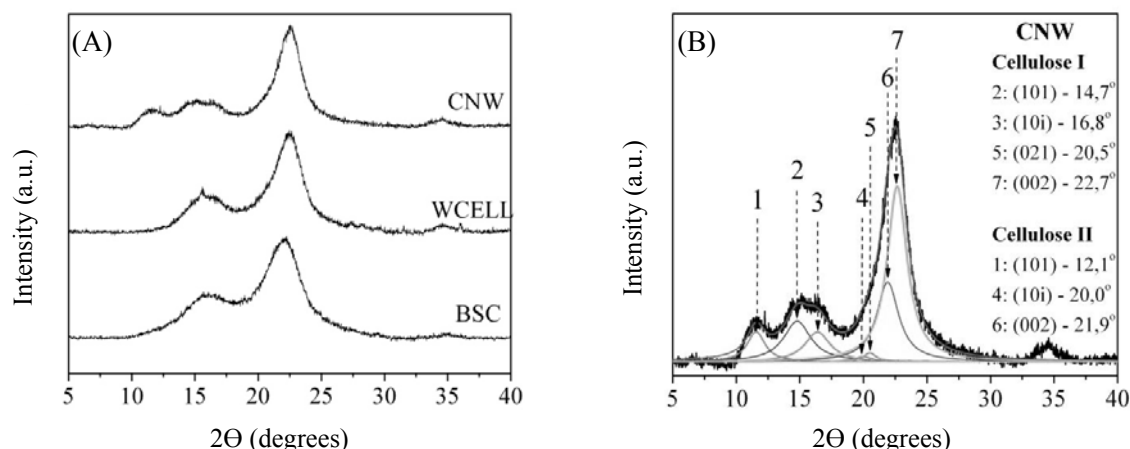 (A)
CNW
WCELL
BSC
Intensity (a.u.)
5 10 15 20 25 30 35 40
2Ɵ (degrees)
(B)
7
6
5
4
3
2
1
CNW
Cellulose I
2: (101) - 14,7°
3: (10i) - 16,8°
5: (021) - 20,5°
7: (002) - 22,7°
Cellulose II
1: (101) - 12,1°
4: (10i) - 20,0°
6: (002) - 21,9°
Intensity (a.u.)
5 10 15 20 25 30 35 40
2Ɵ (degrees)